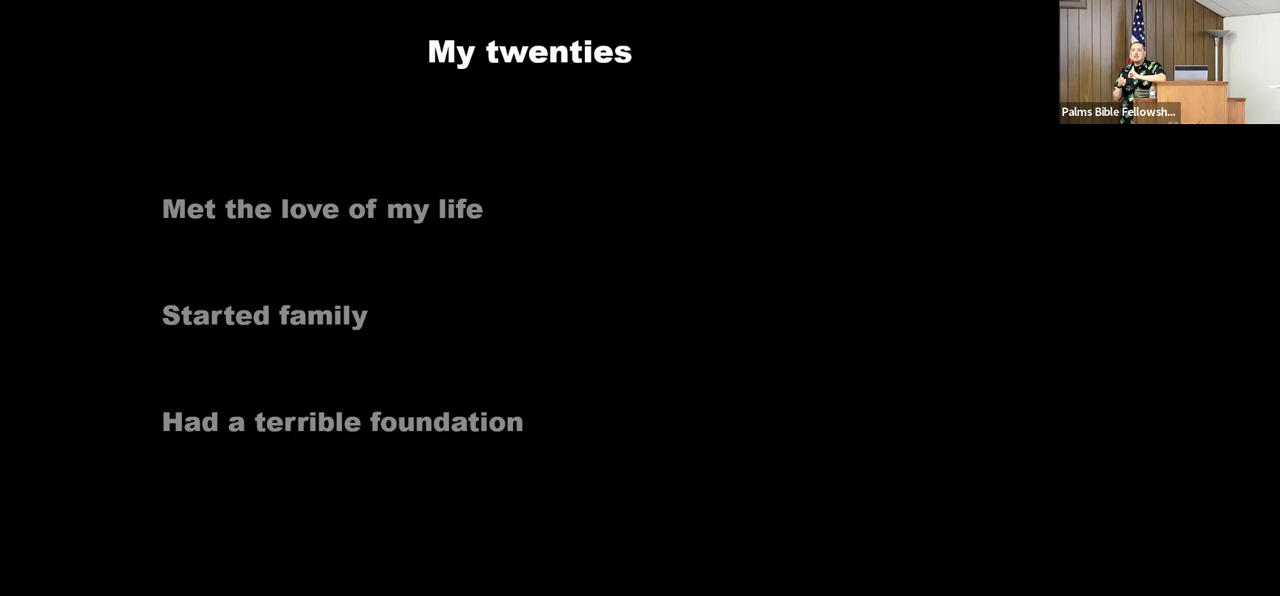 My twenties
Palms Bible Fellowsh...
Met the love of my life
Started family
Had a terrible foundation